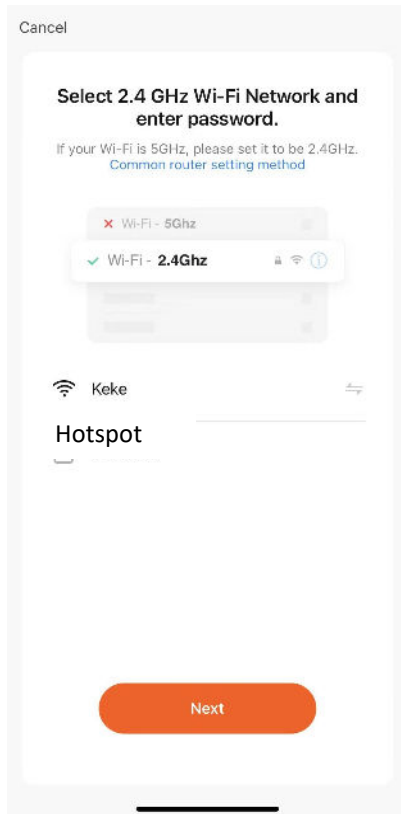 Cancel
Select 2.4 GHz Wi-Fi Network and
enter password.
If your Wi-Fi is 5GHz, please set it to be 2.4GHz.
Common router setting method
Wi-Fi - 5Ghz
Wi-Fi - 2.4Ghz
Keke
Hotspot
Next